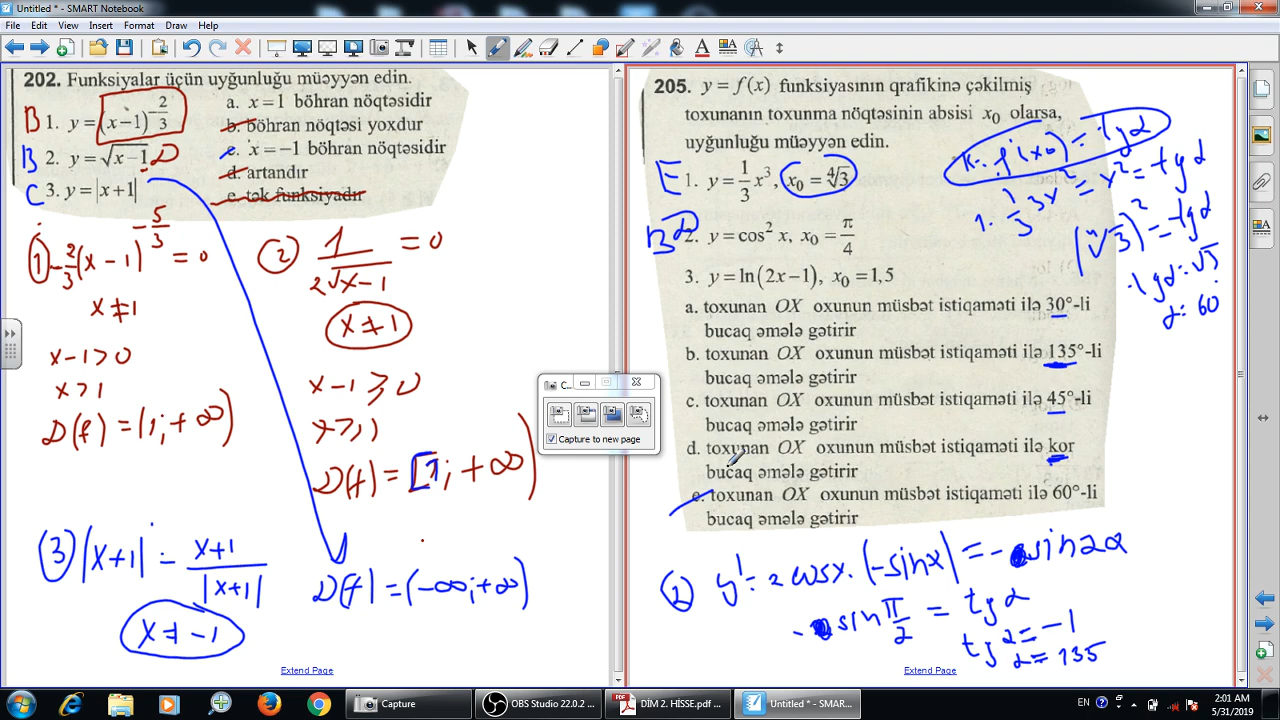 Untitled * - SMART Notebook
File Edit View Insert Format Draw Help
202. Funksiyalar üçün uyğunluğu müəyyən edin.
B 1. y=(x−1)^{−2/3}
B 2. y=√x−1 D
C 3. y=|x+1|
a. x=1 böhran nöqtəsidir
b. böhran nöqtəsi yoxdur
c. x=−1 böhran nöqtəsidir
d. artandır
e. tək funksiyadır
① −2/3(x−1)^{−5/3} = 0
x≠1
x−1>0
x>1
D(f)=(1;+∞)
② 1/(2√x−1) = 0
x≠1
x−1⩾0
x⩾1
D(f)=[1;+∞)
③ |x+1| = x+1/|x+1|
x≠−1
D(f)=(−∞;+∞)
205. y=f(x) funksiyasının qrafikinə çəkilmiş
toxunanın toxunma nöqtəsinin absisi x₀ olarsa,
uyğunluğu müəyyən edin.
E 1. y=1/3 x³, x₀=∜3
BD 2. y=cos² x, x₀=π/4
3. y=ln(2x−1), x₀=1,5
a. toxunan OX oxunun müsbət istiqaməti ilə 30°-li
bucaq əmələ gətirir
b. toxunan OX oxunun müsbət istiqaməti ilə 135°-li
bucaq əmələ gətirir
c. toxunan OX oxunun müsbət istiqaməti ilə 45°-li
bucaq əmələ gətirir
d. toxunan OX oxunun müsbət istiqaməti ilə kor
bucaq əmələ gətirir
e. toxunan OX oxunun müsbət istiqaməti ilə 60°-li
bucaq əmələ gətirir
K= f'(x₀) = tgα
1. 1/3 3x² = x² = tgα
(∜3)² = tgα
tgα=√3
α=60
② y'=2cosx·(−sinx)=−sin2α
−sin π/2 = tgα
tgα=−1
α=135
C...
Capture to new page
Extend Page
Extend Page
Capture
OBS Studio 22.0.2 ...
DİM 2. HİSSE.pdf ...
Untitled * - SMAR...
EN
2:01 AM
5/31/2019